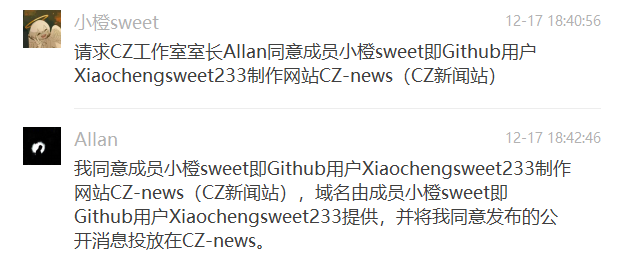 小橙sweet
12-17 18:40:56
请求CZ工作室室长Allan同意成员小橙sweet即Github用户
Xiaochengsweet233制作网站CZ-news（CZ新闻站）
Allan
12-17 18:42:46
我同意成员小橙sweet即Github用户Xiaochengsweet233制作
网站CZ-news（CZ新闻站），域名由成员小橙sweet即
Github用户Xiaochengsweet233提供，并将我同意发布的公
开消息投放在CZ-news。